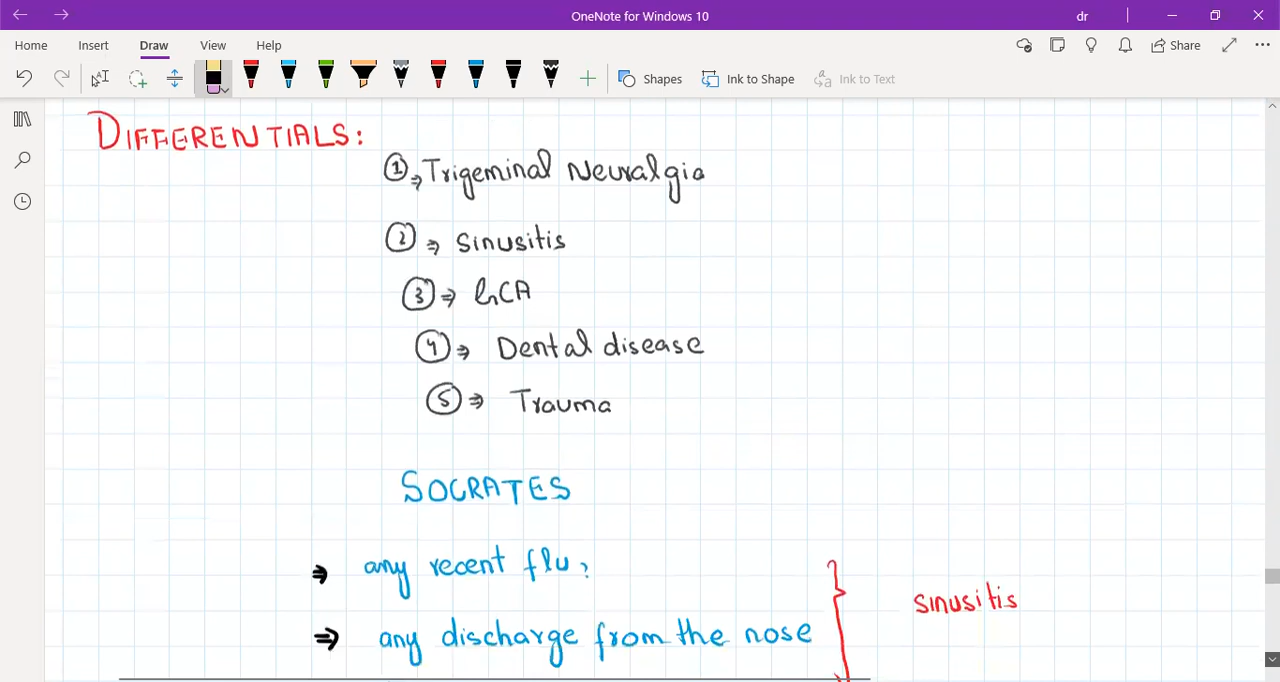 OneNote for Windows 10
dr
Home Insert Draw View Help
Share
Shapes Ink to Shape Ink to Text
DIFFERENTIALS:
① ⇒ Trigeminal Neuralgia
② ⇒ Sinusitis
③ ⇒ GCA
④ ⇒ Dental disease
⑤ ⇒ Trauma
SOCRATES
⇒ any recent flu?
⇒ any discharge from the nose
sinusitis